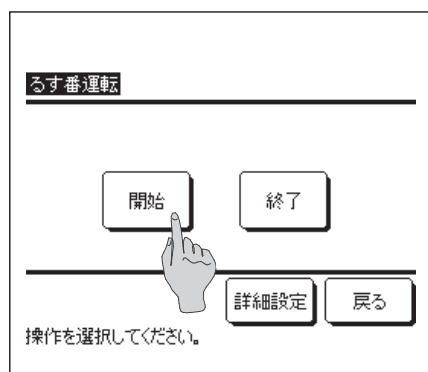 るす番運転
開始 終了
詳細設定 戻る
操作を選択してください。